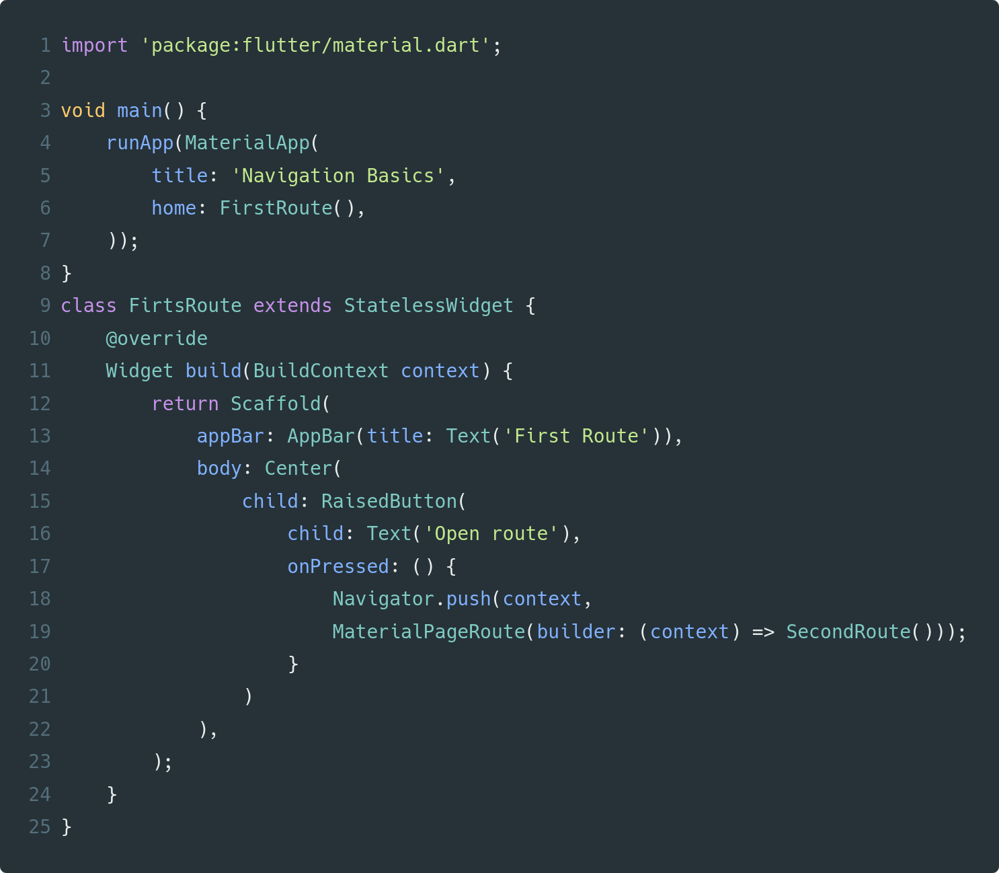 1 import 'package:flutter/material.dart';
2
3 void main() {
4     runApp(MaterialApp(
5         title: 'Navigation Basics',
6         home: FirstRoute(),
7     ));
8 }
9 class FirtsRoute extends StatelessWidget {
10     @override
11     Widget build(BuildContext context) {
12         return Scaffold(
13             appBar: AppBar(title: Text('First Route')),
14             body: Center(
15                 child: RaisedButton(
16                     child: Text('Open route'),
17                     onPressed: () {
18                         Navigator.push(context,
19                         MaterialPageRoute(builder: (context) => SecondRoute()));
20                     }
21                 )
22             ),
23         );
24     }
25 }